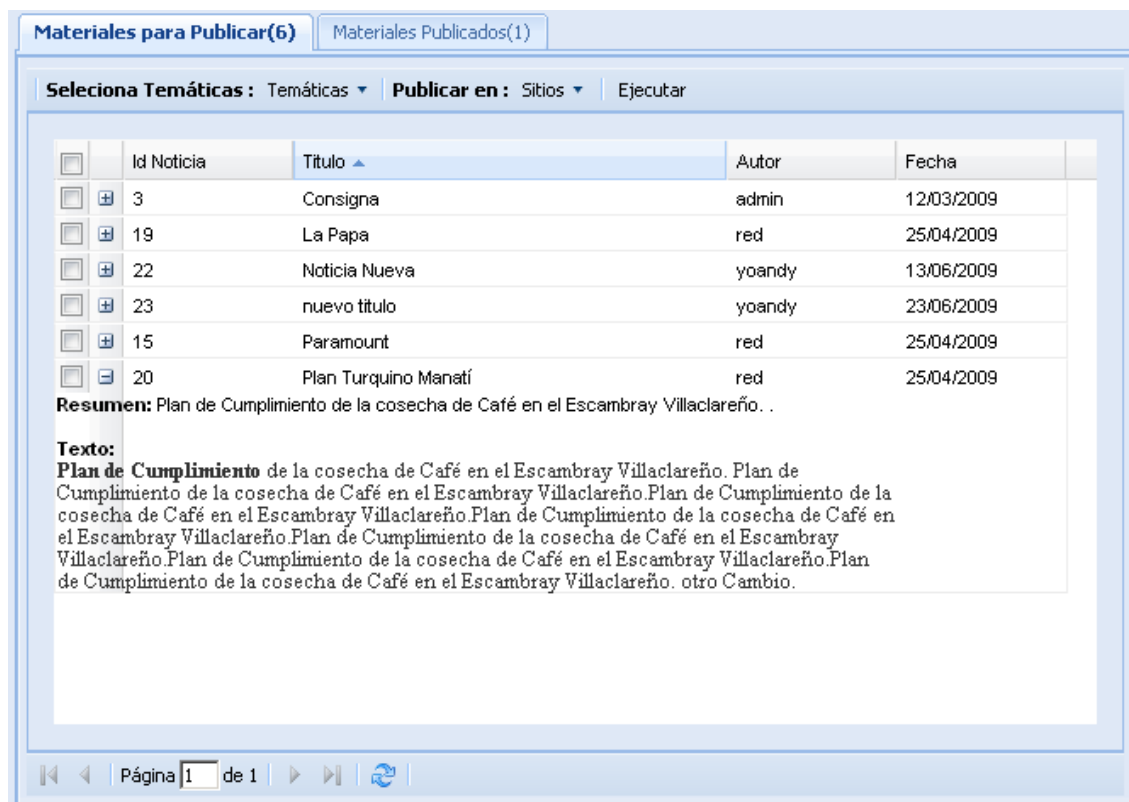 Materiales para Publicar(6) Materiales Publicados(1)
Seleciona Temáticas : Temáticas Publicar en : Sitios Ejecutar
Id Noticia Titulo Autor Fecha
3 Consigna admin 12/03/2009
19 La Papa red 25/04/2009
22 Noticia Nueva yoandy 13/06/2009
23 nuevo titulo yoandy 23/06/2009
15 Paramount red 25/04/2009
20 Plan Turquino Manatí red 25/04/2009
Resumen: Plan de Cumplimiento de la cosecha de Café en el Escambray Villaclareño. .
Texto:
Plan de Cumplimiento de la cosecha de Café en el Escambray Villaclareño. Plan de
Cumplimiento de la cosecha de Café en el Escambray Villaclareño.Plan de Cumplimiento de la
cosecha de Café en el Escambray Villaclareño.Plan de Cumplimiento de la cosecha de Café en
el Escambray Villaclareño.Plan de Cumplimiento de la cosecha de Café en el Escambray
Villaclareño.Plan de Cumplimiento de la cosecha de Café en el Escambray Villaclareño.Plan
de Cumplimiento de la cosecha de Café en el Escambray Villaclareño. otro Cambio.
Página 1 de 1